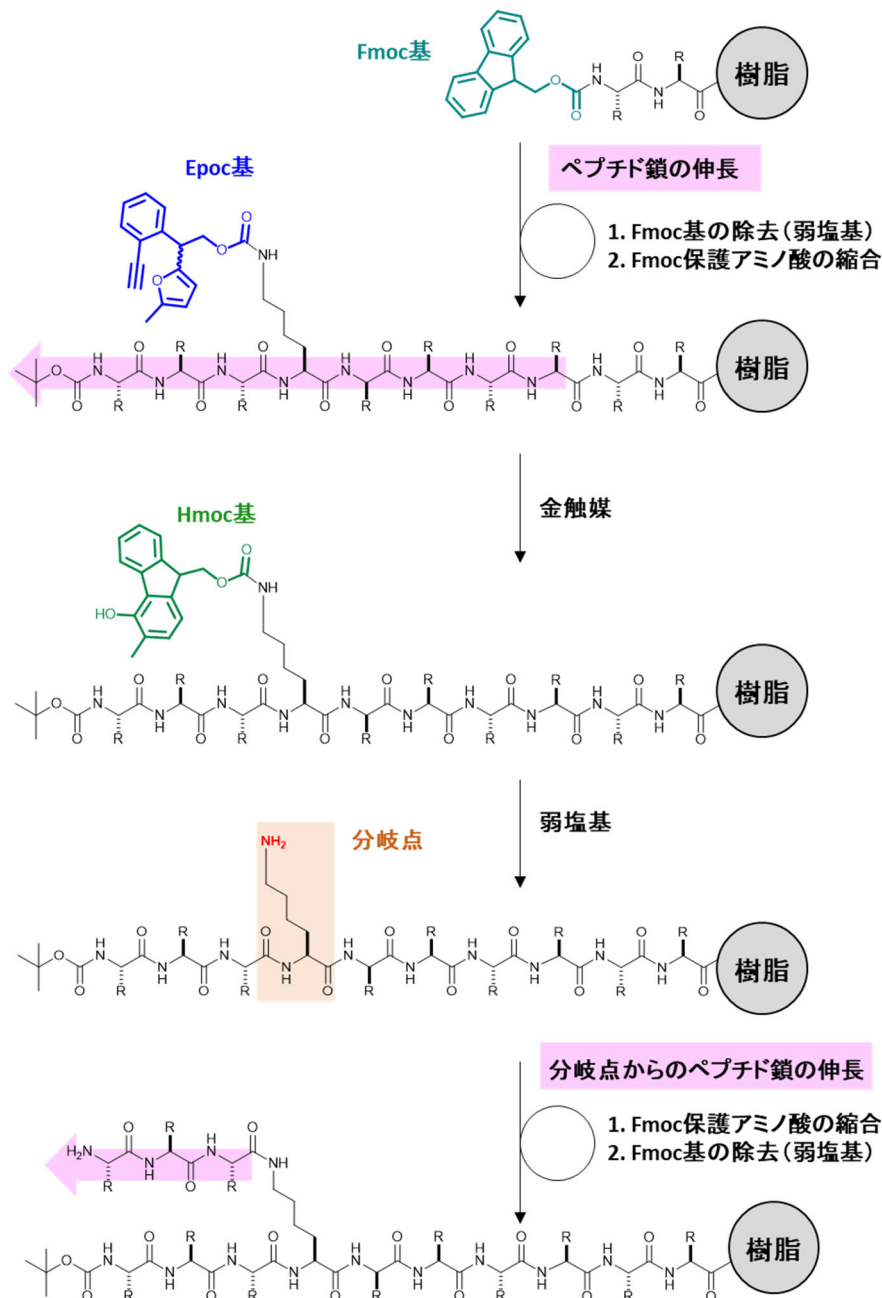 Fmoc基
樹脂
Epoc基
ペプチド鎖の伸長
1. Fmoc基の除去（弱塩基）
2. Fmoc保護アミノ酸の縮合
樹脂
金触媒
Hmoc基
樹脂
弱塩基
分岐点
NH2
樹脂
分岐点からのペプチド鎖の伸長
1. Fmoc保護アミノ酸の縮合
2. Fmoc基の除去（弱塩基）
H2N
樹脂